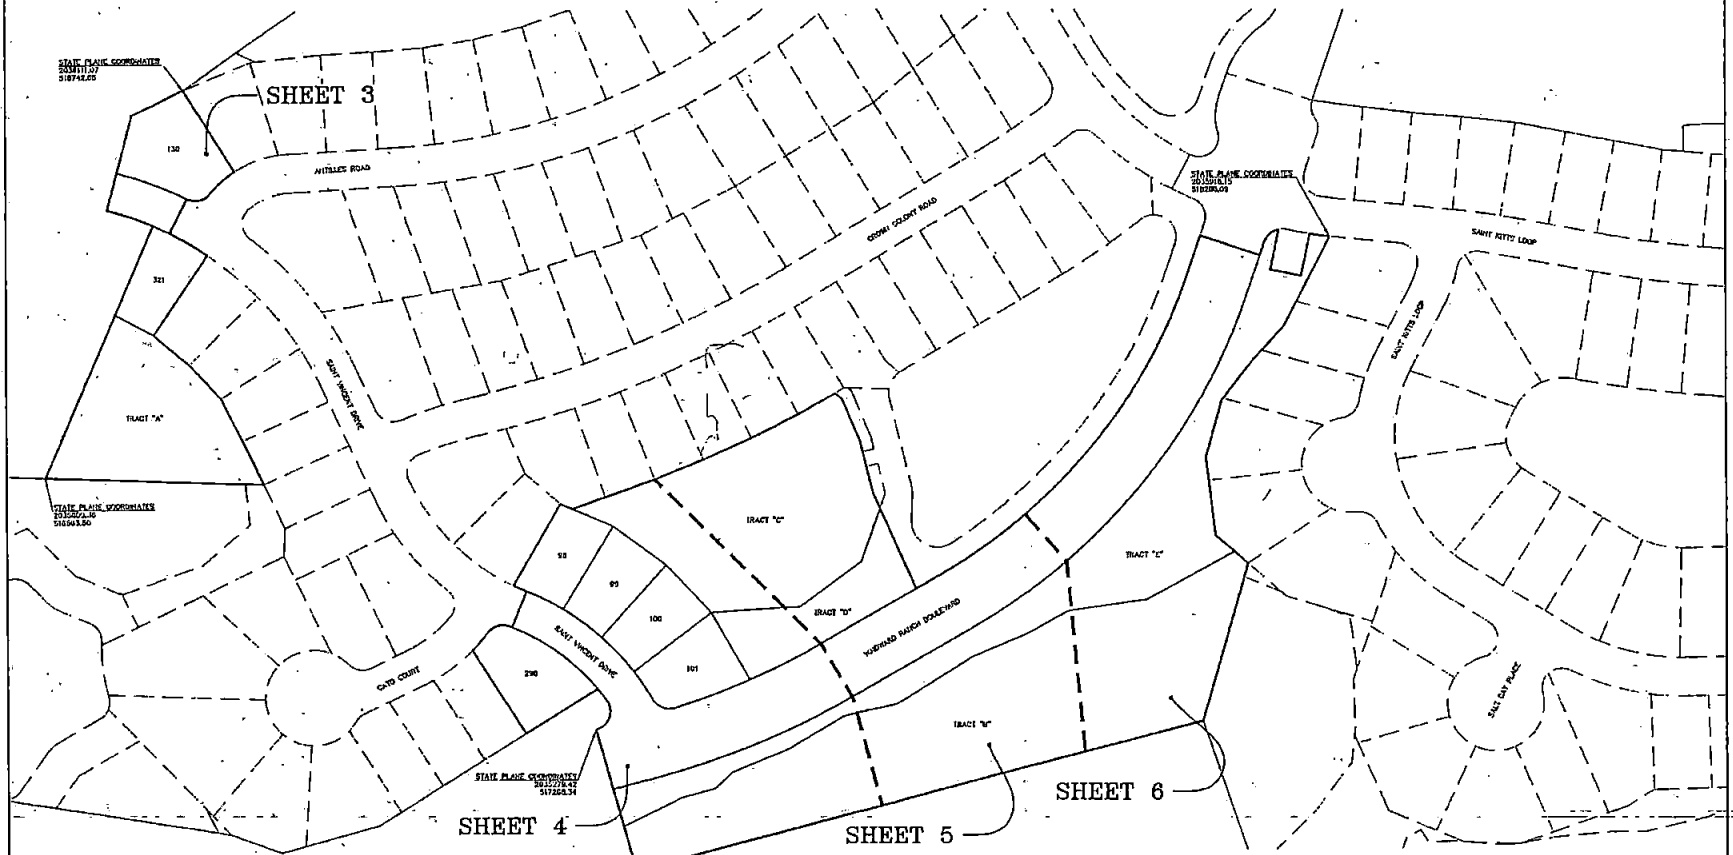 STATE PLANE COORDINATES
SHEET 3
130
ANTILLES ROAD
STATE PLANE COORDINATES
CROWN COLONY ROAD
SAINT KITTS LOOP
321
SAINT KITTS LOOP
SAINT VINCENT DRIVE
TRACT "A"
STATE PLANE COORDINATES
TRACT "C"
98
99
TRACT "E"
100
TRACT "D"
BOULEVARD
SAINT VINCENT DRIVE
101
290
CATO COURT
SALT CAY PLACE
TRACT "B"
STATE PLANE COORDINATES
SHEET 6
SHEET 4
SHEET 5